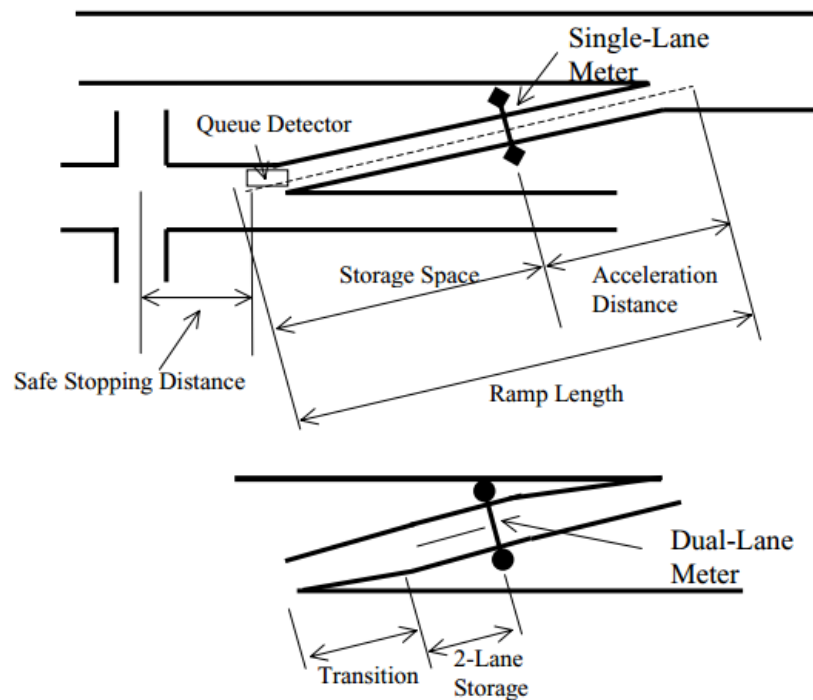 Single-Lane
Meter
Queue Detector
Storage Space
Acceleration
Distance
Safe Stopping Distance
Ramp Length
Dual-Lane
Meter
Transition
2-Lane
Storage